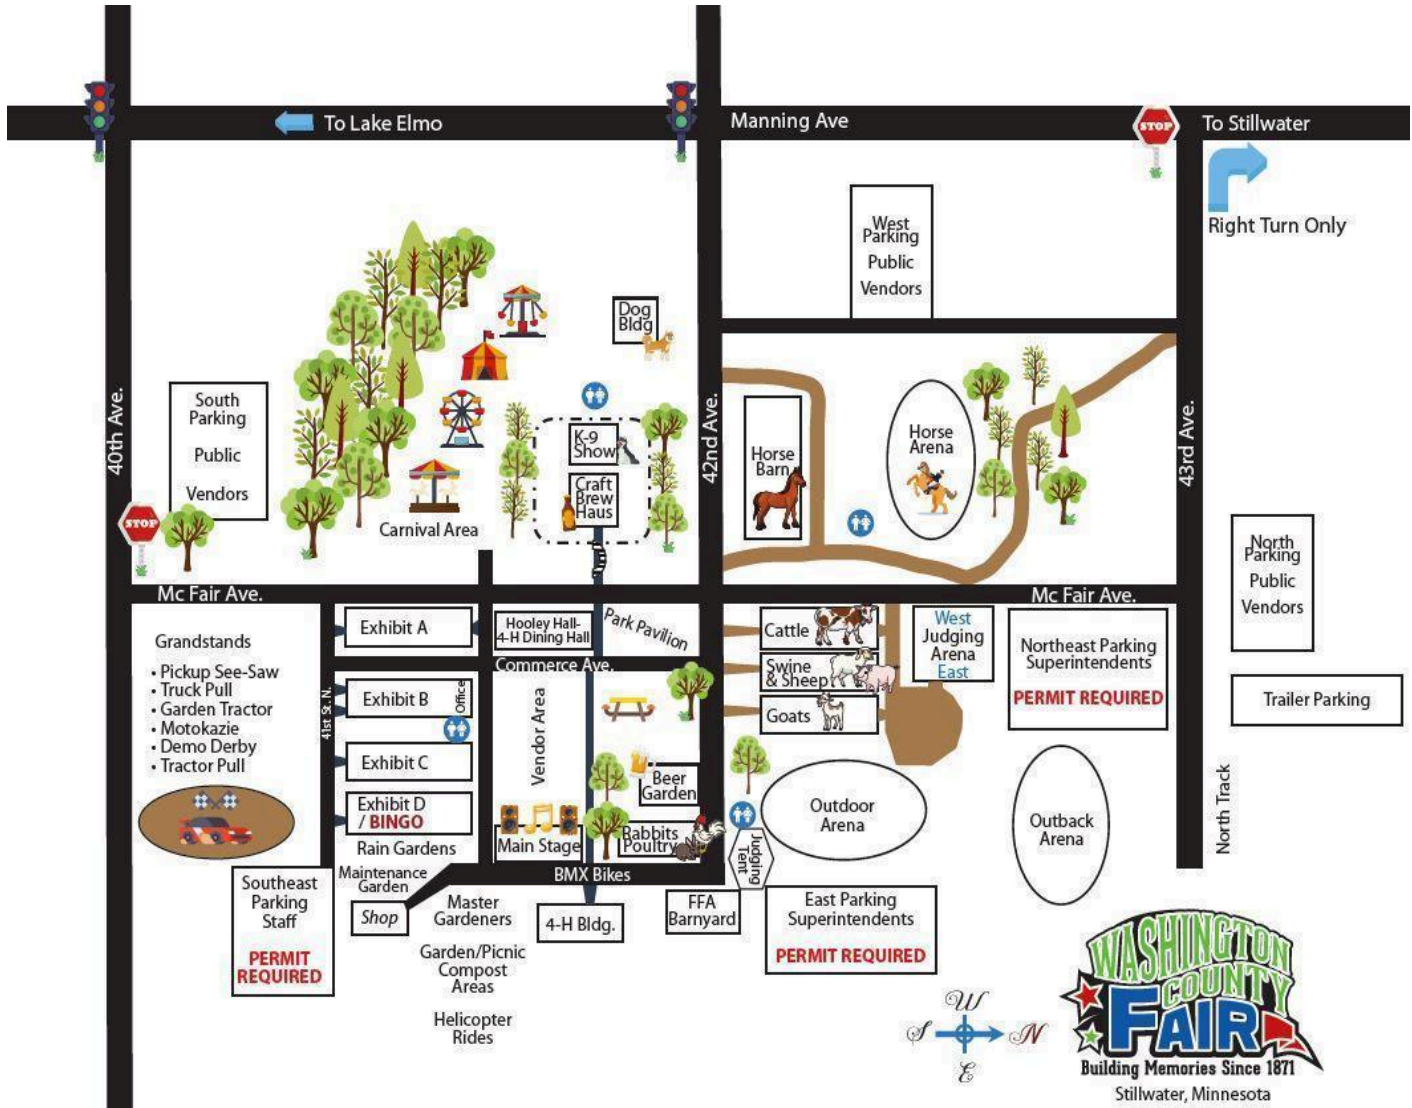 To Lake Elmo
Manning Ave
STOP
To Stillwater
Right Turn Only
West
Parking
Public
Vendors
Dog
Bldg
40th Ave.
South
Parking
Public
Vendors
42nd Ave.
43rd Ave.
K-9
Show
Craft
Brew
Haus
Horse
Barn
Horse
Arena
Carnival Area
STOP
North
Parking
Public
Vendors
Mc Fair Ave.
Mc Fair Ave.
Grandstands
• Pickup See-Saw
• Truck Pull
• Garden Tractor
• Motokazie
• Demo Derby
• Tractor Pull
41st St. N.
Exhibit A
Exhibit B
Office
Exhibit C
Exhibit D
/ BINGO
Rain Gardens
Maintenance
Garden
Shop
Hooley Hall-
4-H Dining Hall
Park Pavilion
Commerce Ave.
Vendor Area
Main Stage
Beer
Garden
Rabbits
Poultry
BMX Bikes
Cattle
Swine
& Sheep
Goats
West
Judging
Arena
East
Northeast Parking
Superintendents
PERMIT REQUIRED
Trailer Parking
North Track
Outdoor
Arena
Outback
Arena
Judging
Tent
Southeast
Parking
Staff
PERMIT
REQUIRED
Master
Gardeners
Garden/Picnic
Compost
Areas
Helicopter
Rides
4-H Bldg.
FFA
Barnyard
East Parking
Superintendents
PERMIT REQUIRED
W
S
N
E
WASHINGTON
COUNTY
FAIR
Building Memories Since 1871
Stillwater, Minnesota